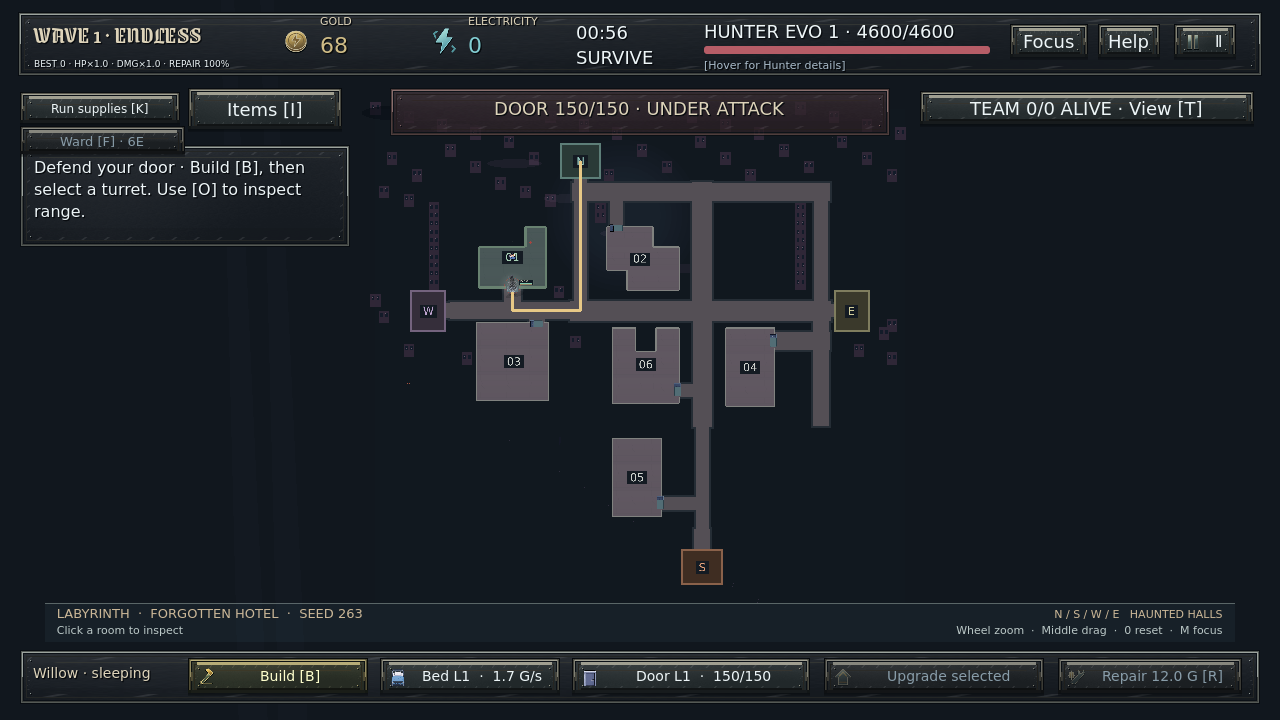 WAVE 1 · ENDLESS
BEST 0 · HP×1.0 · DMG×1.0 · REPAIR 100%
GOLD
68
ELECTRICITY
0
00:56
SURVIVE
HUNTER EVO 1 · 4600/4600
[Hover for Hunter details]
Focus
Help
Run supplies [K]
Items [I]
DOOR 150/150 · UNDER ATTACK
TEAM 0/0 ALIVE · View [T]
Ward [F] · 6E
Defend your door · Build [B], then
select a turret. Use [O] to inspect
range.
N
01
02
W
E
03
06
04
05
S
LABYRINTH · FORGOTTEN HOTEL · SEED 263
Click a room to inspect
N / S / W / E HAUNTED HALLS
Wheel zoom · Middle drag · 0 reset · M focus
Willow · sleeping
Build [B]
Bed L1 · 1.7 G/s
Door L1 · 150/150
Upgrade selected
Repair 12.0 G [R]